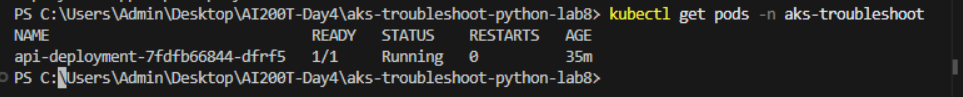 PS C:\Users\Admin\Desktop\AI200T-Day4\aks-troubleshoot-python-lab8> kubectl get pods -n aks-troubleshoot
NAME READY STATUS RESTARTS AGE
api-deployment-7fdfb66844-dfrf5 1/1 Running 0 35m
PS C:\Users\Admin\Desktop\AI200T-Day4\aks-troubleshoot-python-lab8>